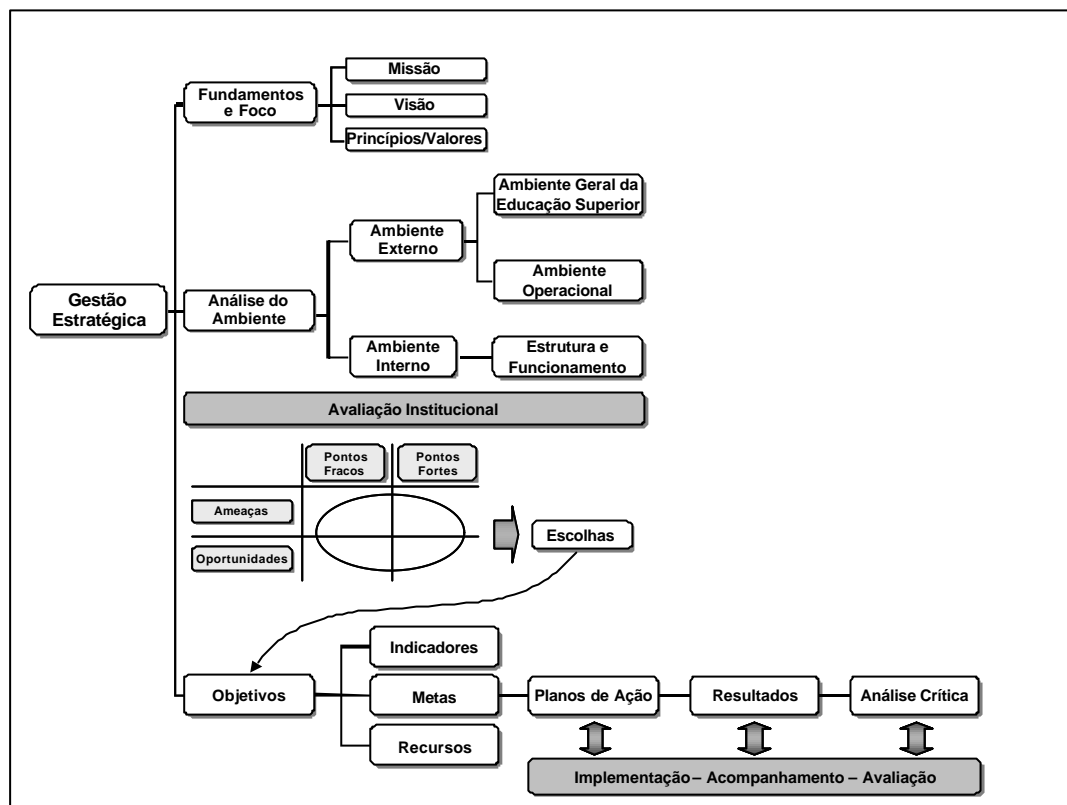 Missão
Fundamentos
e Foco
Visão
Princípios/Valores
Ambiente Geral da
Educação Superior
Ambiente
Externo
Ambiente
Operacional
Gestão
Estratégica
Análise do
Ambiente
Ambiente
Interno
Estrutura e
Funcionamento
Avaliação Institucional
Pontos
Fracos
Pontos
Fortes
Ameaças
Oportunidades
Escolhas
Indicadores
Objetivos
Metas
Planos de Ação
Resultados
Análise Crítica
Recursos
Implementação – Acompanhamento – Avaliação